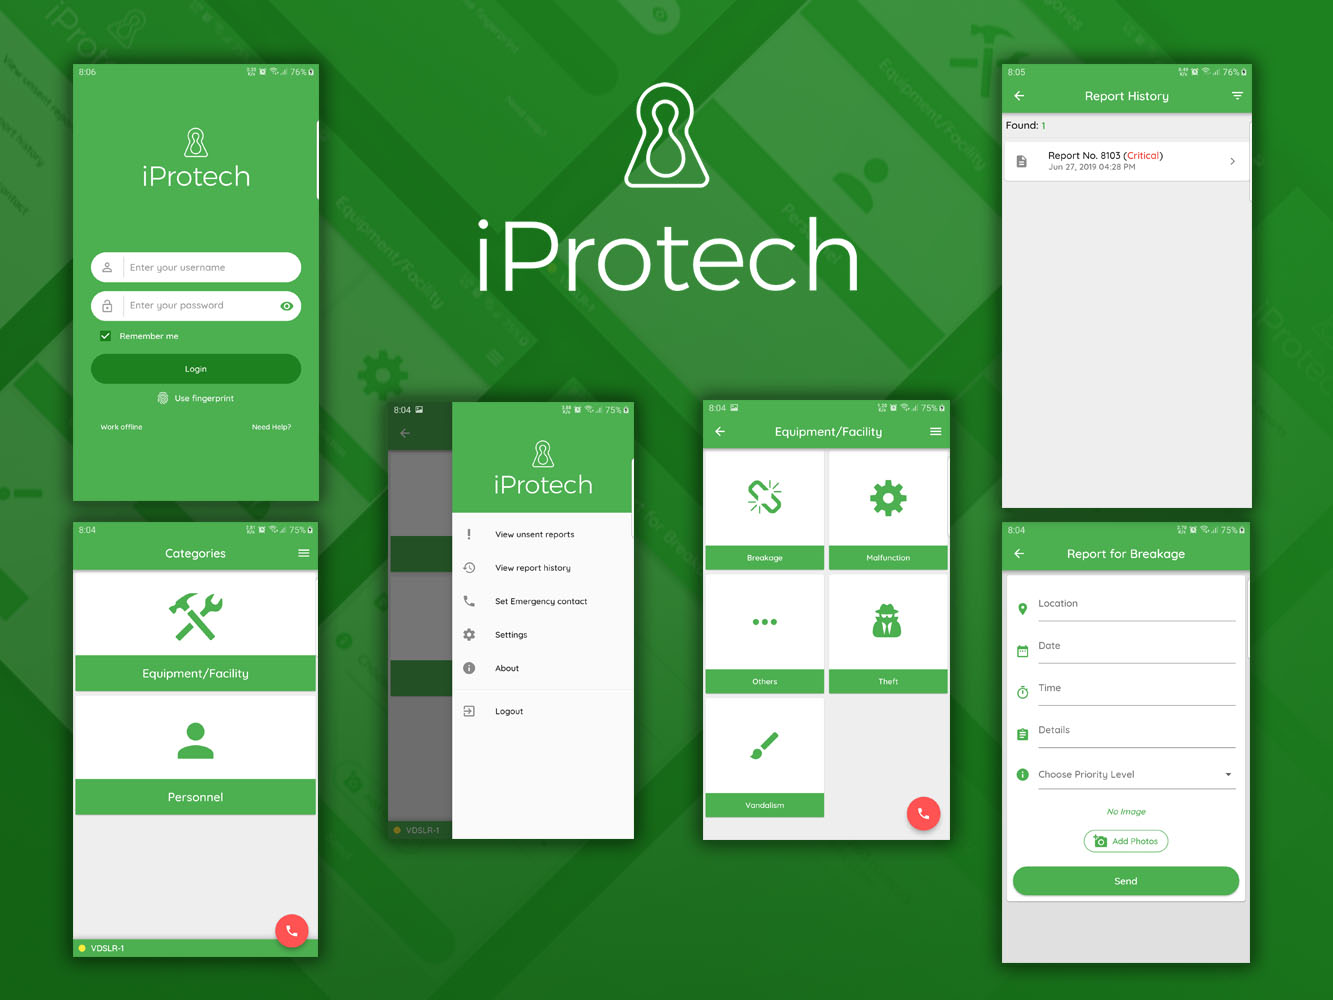 iProtech
8:06
76%
iProtech
Enter your username
Enter your password
Remember me
Login
Use fingerprint
Work offline
Need Help?
8:04
75%
Categories
Equipment/Facility
Personnel
VDSLR-1
8:04
75%
iProtech
View unsent reports
View report history
Set Emergency contact
Settings
About
Logout
VDSLR-1
8:04
75%
Equipment/Facility
Breakage
Malfunction
Others
Theft
Vandalism
8:05
76%
Report History
Found: 1
Report No. 8103 (Critical)
Jun 27, 2019 04:28 PM
8:04
75%
Report for Breakage
Location
Date
Time
Details
Choose Priority Level
No Image
Add Photos
Send
Equipment/Facility
Equipment/Facility